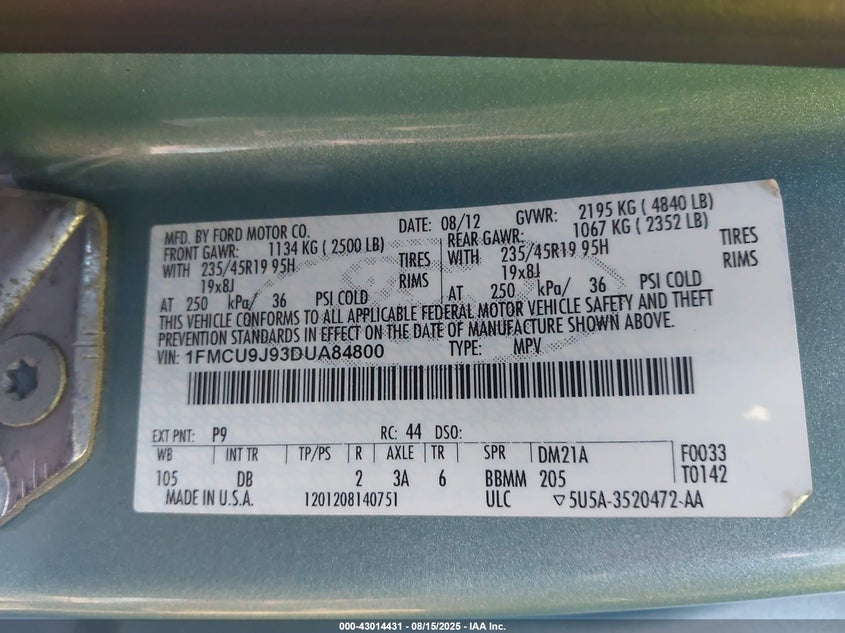 MFD. BY FORD MOTOR CO. DATE: 08/12 GVWR: 2195 KG ( 4840 LB)
FRONT GAWR: 1134 KG ( 2500 LB) REAR GAWR: 1067 KG ( 2352 LB)
WITH 235/45R19 95H TIRES WITH 235/45R19 95H TIRES
19x8J RIMS 19x8J RIMS
AT 250 kPa/ 36 PSI COLD AT 250 kPa/ 36 PSI COLD
THIS VEHICLE CONFORMS TO ALL APPLICABLE FEDERAL MOTOR VEHICLE SAFETY AND THEFT
PREVENTION STANDARDS IN EFFECT ON THE DATE OF MANUFACTURE SHOWN ABOVE.
VIN: 1FMCU9J93DUA84800 TYPE: MPV
EXT PNT: P9 RC: 44 DSO:
WB INT TR TP/PS R AXLE TR SPR DM21A F0033
105 DB 2 3A 6 BBMM 205 T0142
MADE IN U.S.A. 1201208140751 ULC ▽5U5A-3520472-AA
000-43014431 - 08/15/2025 - IAA Inc.